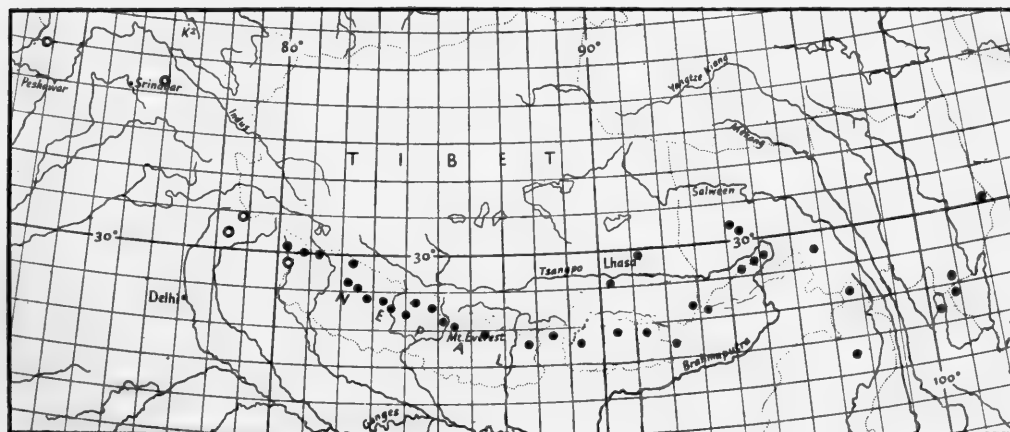 K2
80°
90°
Peshawar
Srinagar
Indus
Yangtze Kiang
Mekong
T I B E T
Salween
30°
30°
30°
Lhasa
Tsangpo
Delhi
N E P A L
Mt. Everest
Brahmaputra
100°
Ganges